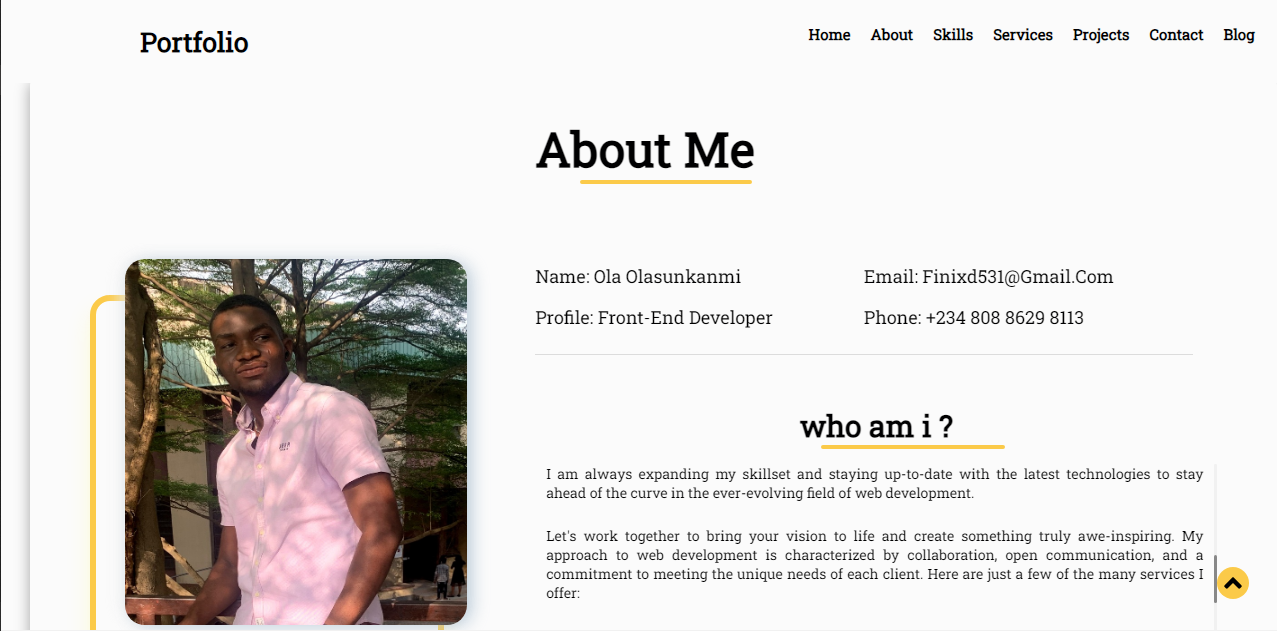 Portfolio
Home About Skills Services Projects Contact Blog
About Me
Name: Ola Olasunkanmi
Email: Finixd531@Gmail.Com
Profile: Front-End Developer
Phone: +234 808 8629 8113
who am i ?
I am always expanding my skillset and staying up-to-date with the latest technologies to stay
ahead of the curve in the ever-evolving field of web development.
Let's work together to bring your vision to life and create something truly awe-inspiring. My
approach to web development is characterized by collaboration, open communication, and a
commitment to meeting the unique needs of each client. Here are just a few of the many services I
offer: